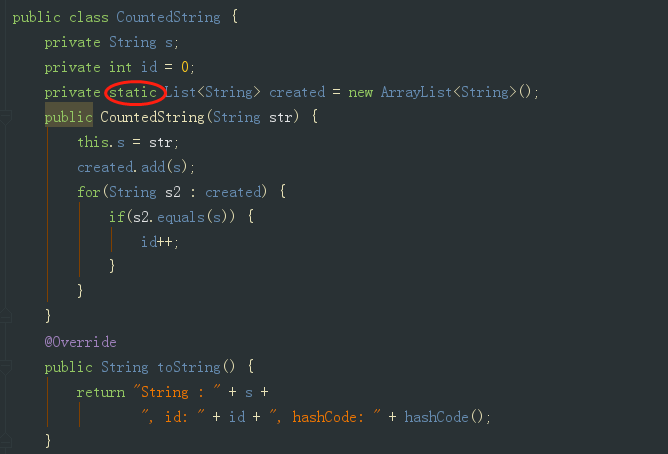 public class CountedString {
private String s;
private int id = 0;
private static List<String> created = new ArrayList<String>();
public CountedString(String str) {
this.s = str;
created.add(s);
for(String s2 : created) {
if(s2.equals(s)) {
id++;
}
}
}
@Override
public String toString() {
return "String : " + s +
", id: " + id + ", hashCode: " + hashCode();
}